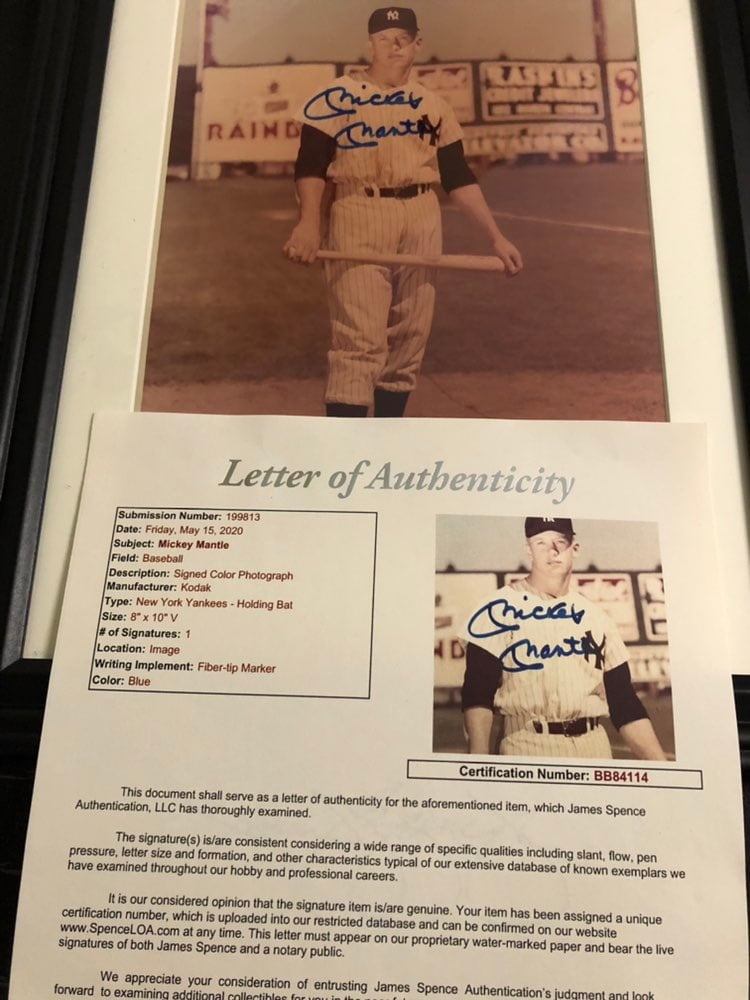 NY
RAIND
RASKINS
Mickey
Mantle
Letter of Authenticity
Submission Number: 199813
Date: Friday, May 15, 2020
Subject: Mickey Mantle
Field: Baseball
Description: Signed Color Photograph
Manufacturer: Kodak
Type: New York Yankees - Holding Bat
Size: 8" x 10" V
# of Signatures: 1
Location: Image
Writing Implement: Fiber-tip Marker
Color: Blue
Mickey
Mantle
Certification Number: BB84114
This document shall serve as a letter of authenticity for the aforementioned item, which James Spence
Authentication, LLC has thoroughly examined.
The signature(s) is/are consistent considering a wide range of specific qualities including slant, flow, pen
pressure, letter size and formation, and other characteristics typical of our extensive database of known exemplars we
have examined throughout our hobby and professional careers.
It is our considered opinion that the signature item is/are genuine. Your item has been assigned a unique
certification number, which is uploaded into our restricted database and can be confirmed on our website
www.SpenceLOA.com at any time. This letter must appear on our proprietary water-marked paper and bear the live
signatures of both James Spence and a notary public.
We appreciate your consideration of entrusting James Spence Authentication's judgment and look
forward to examining additional collectibles for you in the